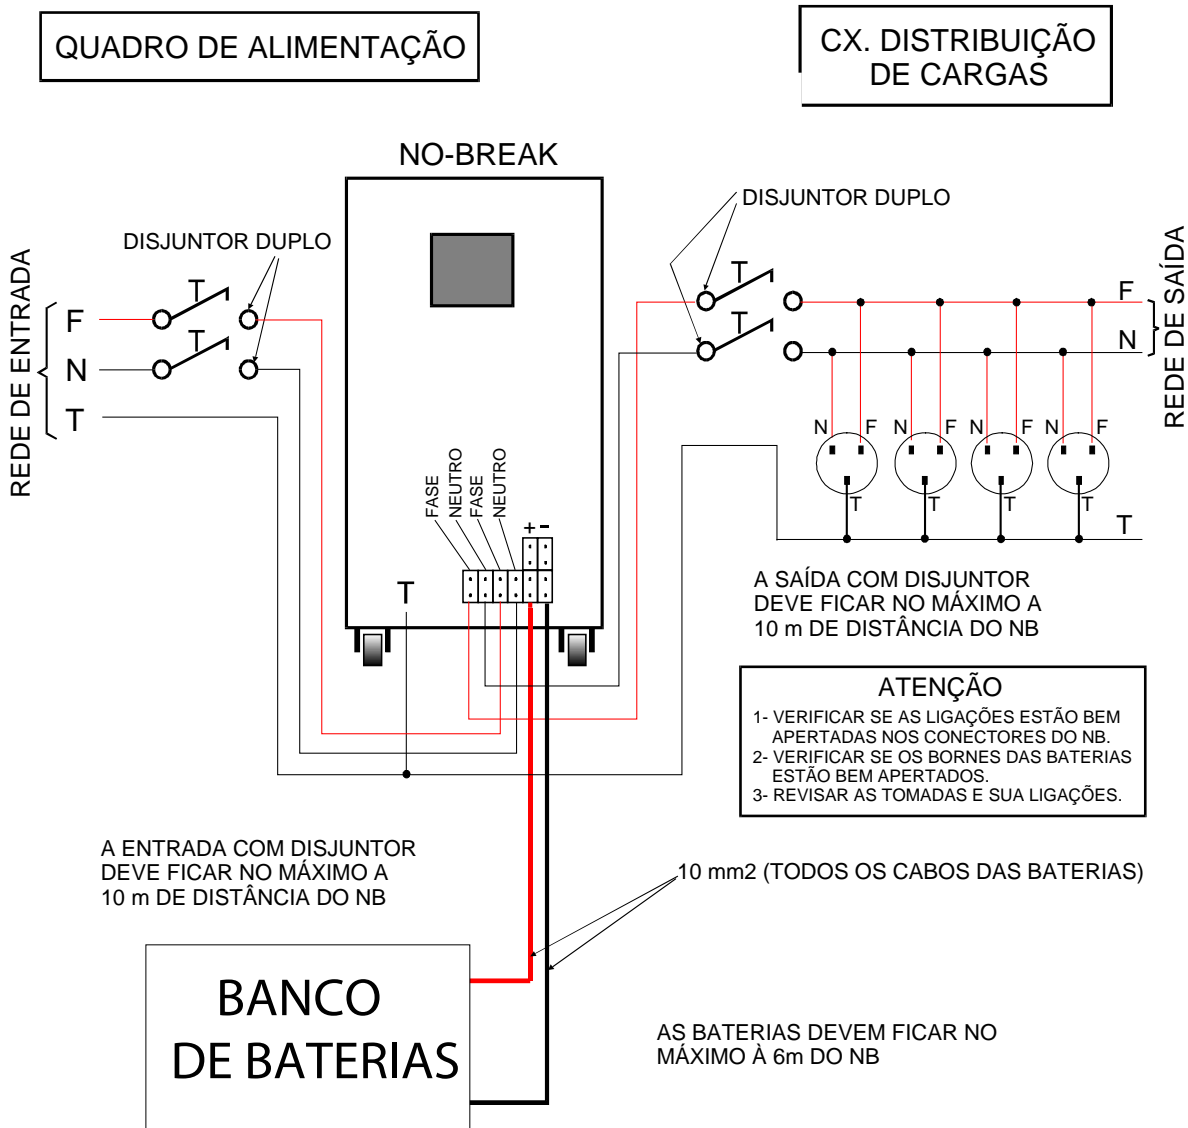 QUADRO DE ALIMENTAÇÃO
CX. DISTRIBUIÇÃO
DE CARGAS
NO-BREAK
DISJUNTOR DUPLO
DISJUNTOR DUPLO
REDE DE ENTRADA
F
N
T
T
T
T
T
F
N
REDE DE SAÍDA
N F
N F
N F
N F
T
T
T
T
T
FASE
NEUTRO
FASE
NEUTRO
+ -
T
A SAÍDA COM DISJUNTOR
DEVE FICAR NO MÁXIMO A
10 m DE DISTÂNCIA DO NB
ATENÇÃO
1- VERIFICAR SE AS LIGAÇÕES ESTÃO BEM
APERTADAS NOS CONECTORES DO NB.
2- VERIFICAR SE OS BORNES DAS BATERIAS
ESTÃO BEM APERTADOS.
3- REVISAR AS TOMADAS E SUA LIGAÇÕES.
A ENTRADA COM DISJUNTOR
DEVE FICAR NO MÁXIMO A
10 m DE DISTÂNCIA DO NB
10 mm2 (TODOS OS CABOS DAS BATERIAS)
BANCO
DE BATERIAS
AS BATERIAS DEVEM FICAR NO
MÁXIMO À 6m DO NB